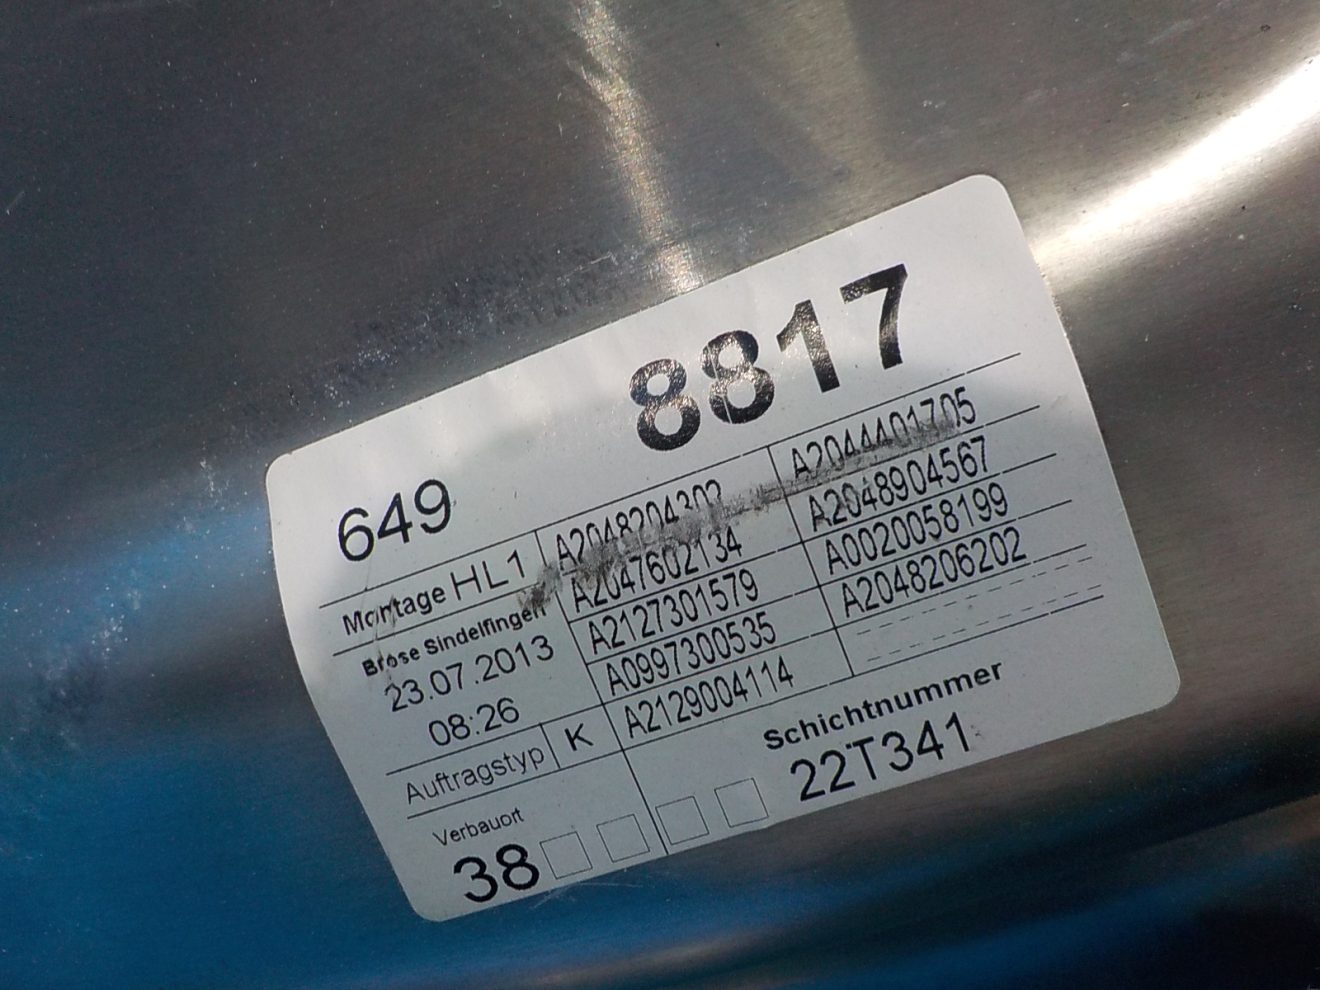 8817
649
Montage HL1
Brose Sindelfingen
23.07.2013
08:26
Auftragstyp K
Verbauort
38
A2048204302
A2047602134
A2127301579
A0997300535
A2129004114
A2044401705
A2048904567
A0020058199
A2048206202
Schichtnummer
22T341